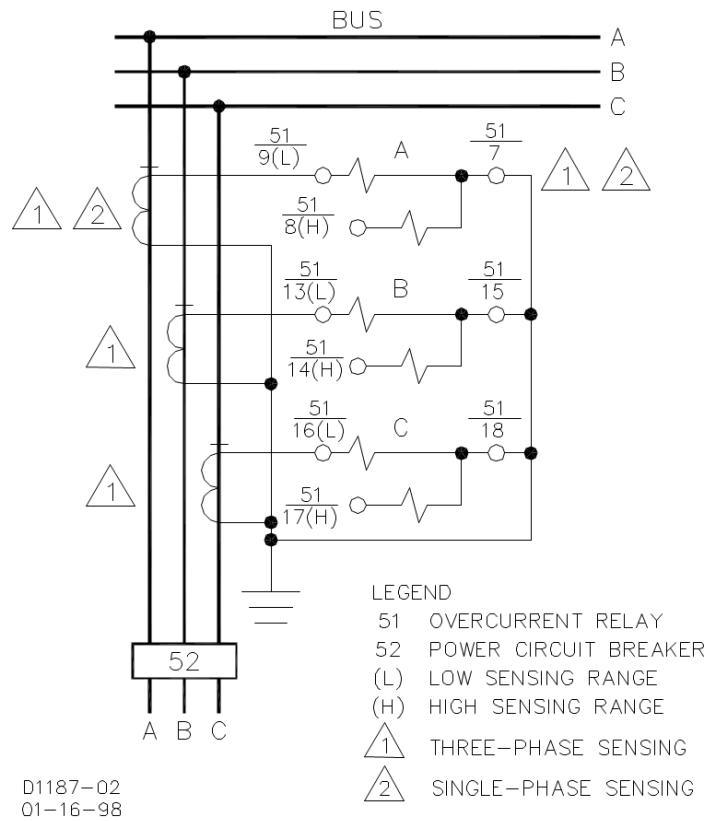 BUS
A
B
C
51
9(L)
A
51
7
1
2
1
2
51
8(H)
51
13(L)
B
51
15
1
51
14(H)
51
16(L)
C
51
18
1
51
17(H)
52
A B C
LEGEND
51 OVERCURRENT RELAY
52 POWER CIRCUIT BREAKER
(L) LOW SENSING RANGE
(H) HIGH SENSING RANGE
1 THREE-PHASE SENSING
2 SINGLE-PHASE SENSING
D1187-02
01-16-98